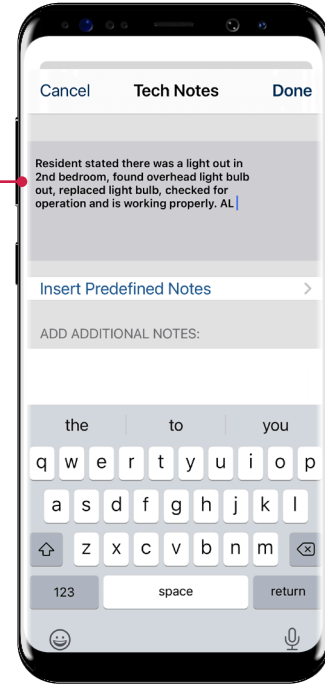 Cancel Tech Notes Done
Resident stated there was a light out in
2nd bedroom, found overhead light bulb
out, replaced light bulb, checked for
operation and is working properly. AL
Insert Predefined Notes
ADD ADDITIONAL NOTES:
the to you
q w e r t y u i o p
a s d f g h j k l
z x c v b n m
123 space return